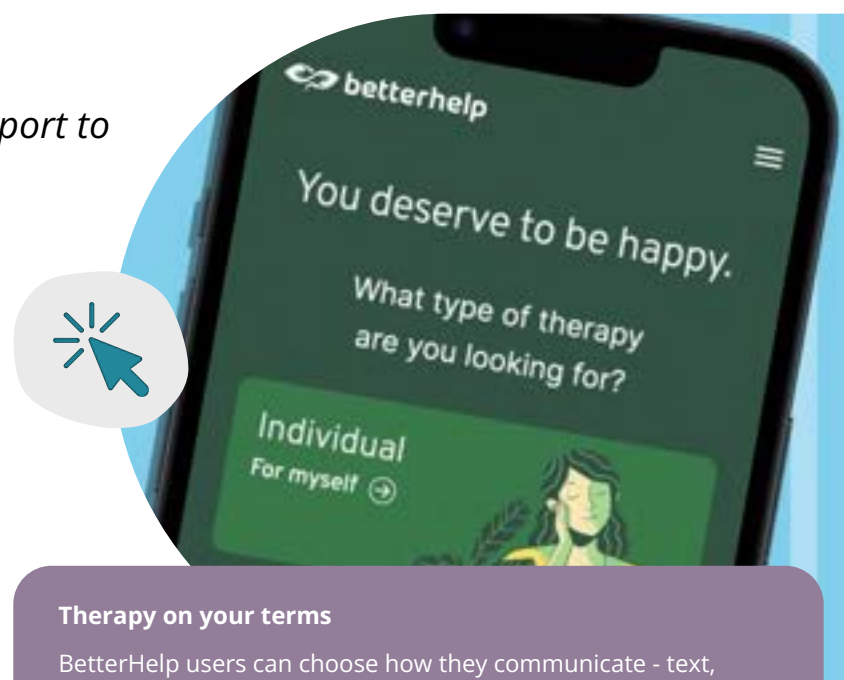 port to
betterhelp
You deserve to be happy.
What type of therapy
are you looking for?
Individual
For myself
Therapy on your terms
BetterHelp users can choose how they communicate - text,